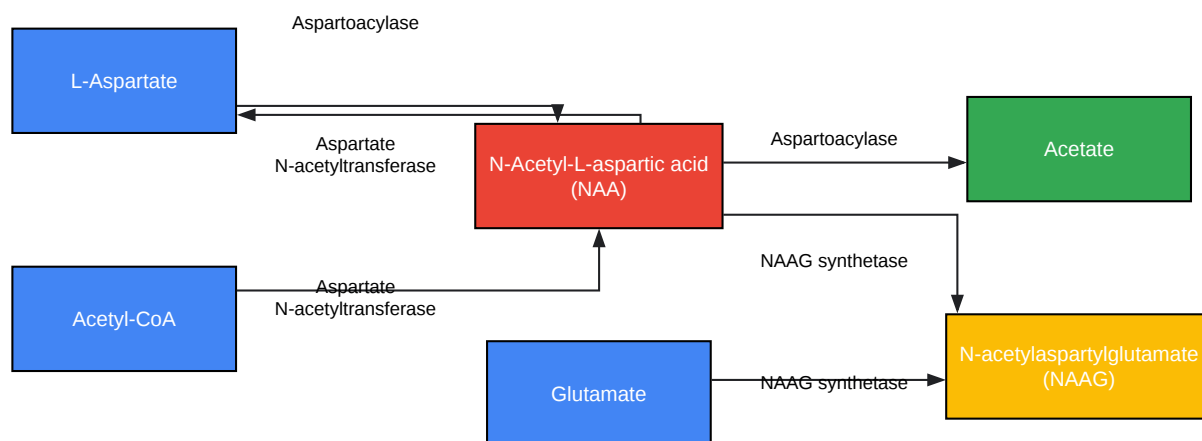 Aspartoacylase
L-Aspartate
Aspartate
N-acetyltransferase
N-Acetyl-L-aspartic acid
(NAA)
Aspartoacylase
Acetate
NAAG synthetase
Acetyl-CoA
Aspartate
N-acetyltransferase
Glutamate
NAAG synthetase
N-acetylaspartylglutamate
(NAAG)